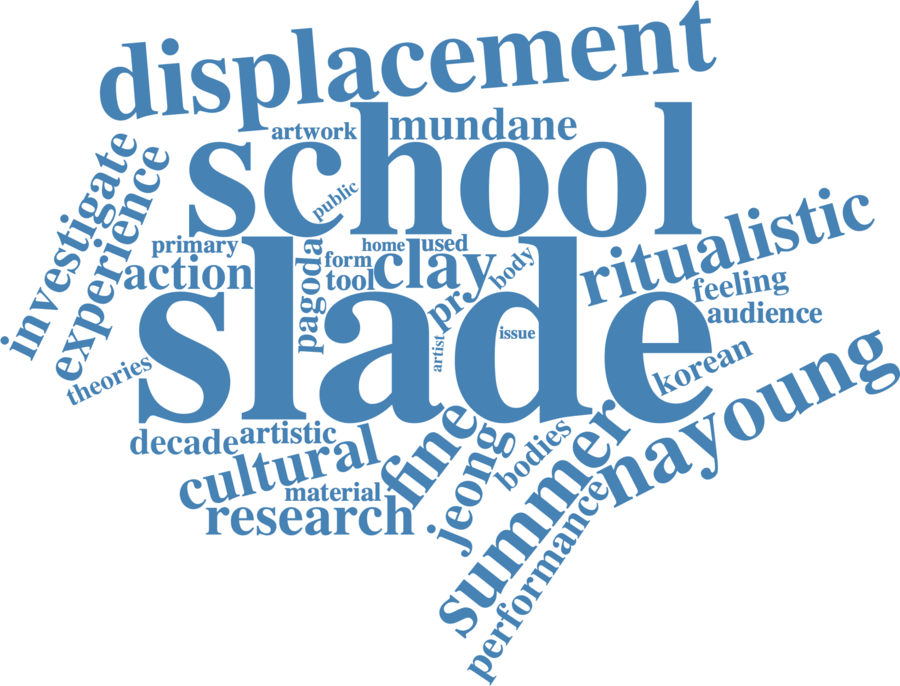 displacement
artwork
mundane
school
public
investigate
experience
primary
action
pagoda
home
used
form
tool
clay
body
pry
ritualistic
feeling
audience
slade
artist
issue
theories
korean
nayoung
decade
artistic
cultural
material
research
fine
jeong
bodies
summer
performance